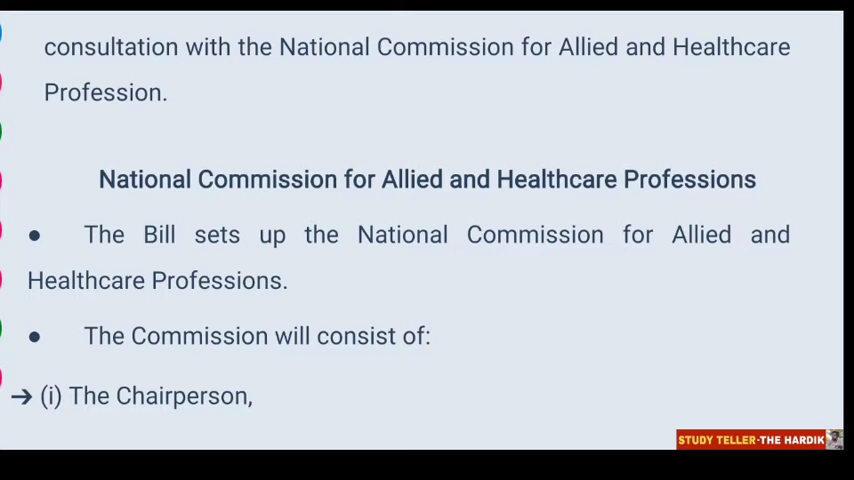 consultation with the National Commission for Allied and Healthcare
Profession.
National Commission for Allied and Healthcare Professions
● The Bill sets up the National Commission for Allied and
Healthcare Professions.
● The Commission will consist of:
➔ (i) The Chairperson,
STUDY TELLER-THE HARDIK